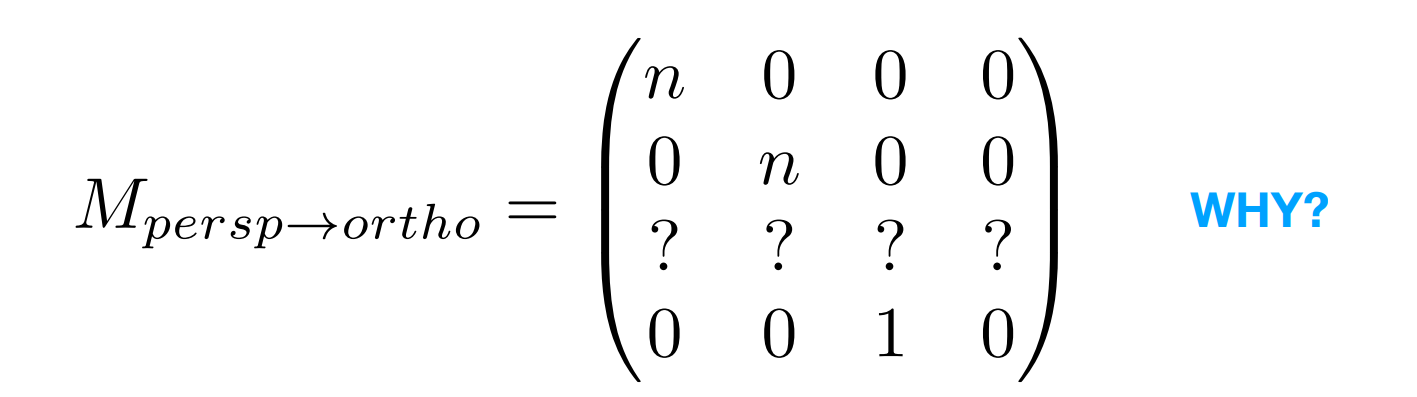 n 0 0 0
0 n 0 0
M_{persp→ortho} = WHY?
? ? ? ?
0 0 1 0